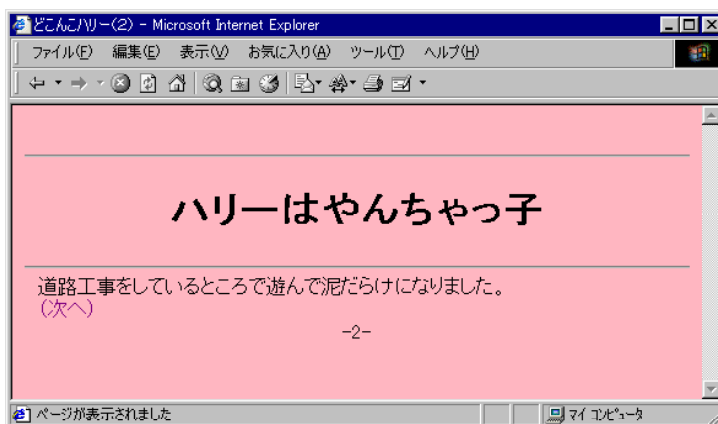 どこんこハリー(2) - Microsoft Internet Explorer
ファイル(F) 編集(E) 表示(V) お気に入り(A) ツール(T) ヘルプ(H)
ハリーはやんちゃっ子
道路工事をしているところで遊んで泥だらけになりました。
(次へ)
-2-
ページが表示されました マイ コンピュータ